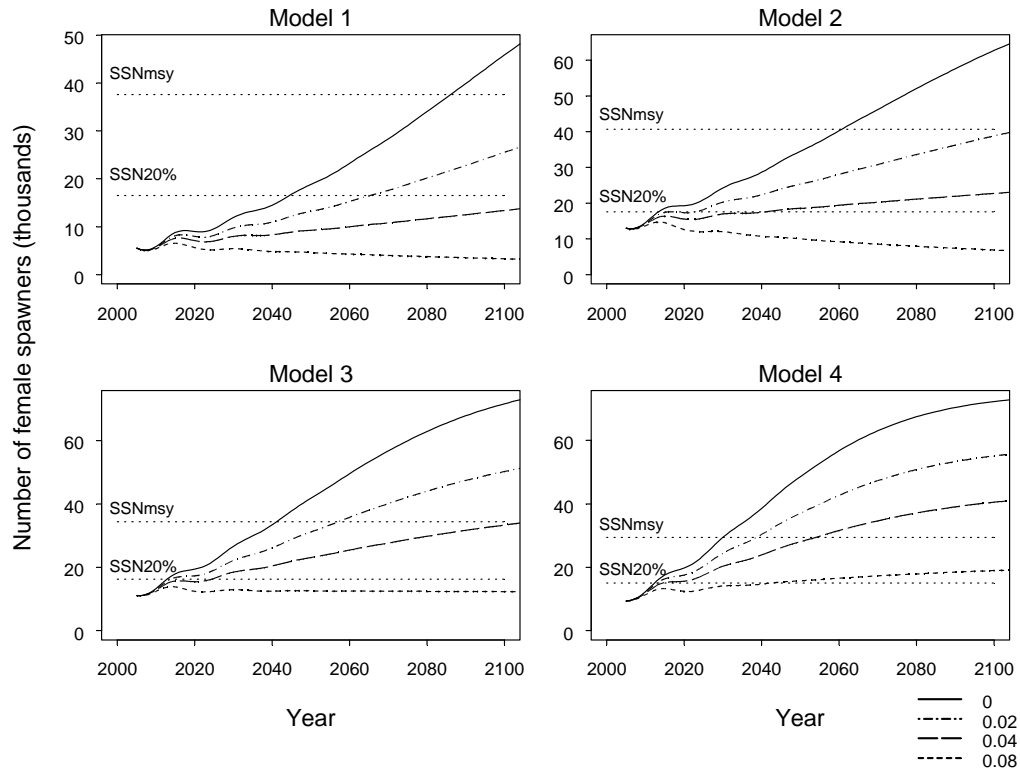 Model 1
Model 2
Number of female spawners (thousands)
50
40
30
20
10
0
SSNmsy
SSN20%
2000 2020 2040 2060 2080 2100
60
50
40
30
20
10
0
SSNmsy
SSN20%
2000 2020 2040 2060 2080 2100
Model 3
Model 4
60
40
20
0
SSNmsy
SSN20%
2000 2020 2040 2060 2080 2100
Year
60
40
20
0
SSNmsy
SSN20%
2000 2020 2040 2060 2080 2100
Year
0
0.02
0.04
0.08